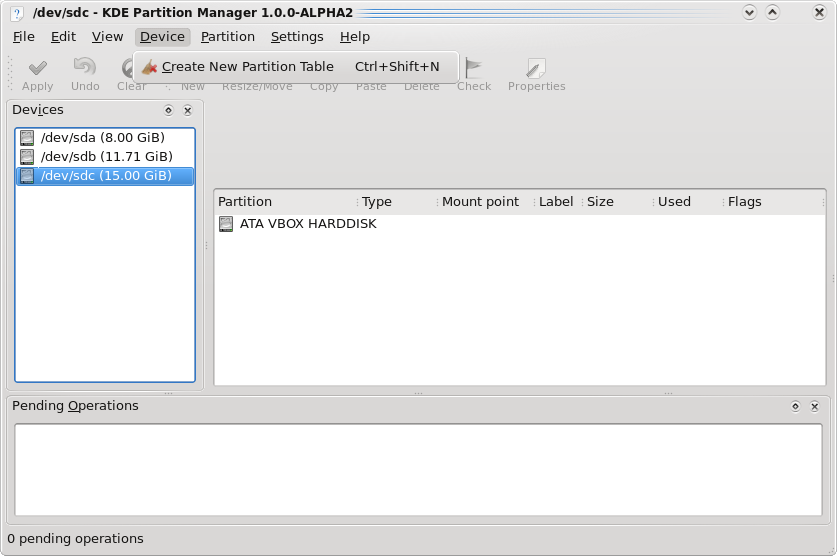 /dev/sdc - KDE Partition Manager 1.0.0-ALPHA2
File Edit View Device Partition Settings Help
Create New Partition Table Ctrl+Shift+N
Apply Undo Clear New Resize/Move Copy Paste Delete Check Properties
Devices
/dev/sda (8.00 GiB)
/dev/sdb (11.71 GiB)
/dev/sdc (15.00 GiB)
Partition Type Mount point Label Size Used Flags
ATA VBOX HARDDISK
Pending Operations
0 pending operations